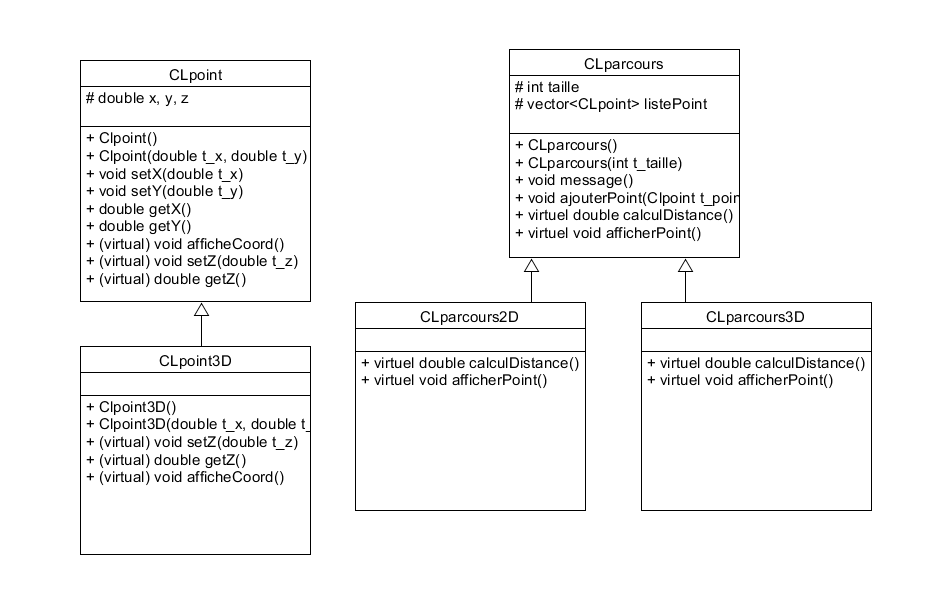 CLpoint
# double x, y, z
+ Clpoint()
+ Clpoint(double t_x, double t_y)
+ void setX(double t_x)
+ void setY(double t_y)
+ double getX()
+ double getY()
+ (virtual) void afficheCoord()
+ (virtual) void setZ(double t_z)
+ (virtual) double getZ()
CLpoint3D
+ Clpoint3D()
+ Clpoint3D(double t_x, double t_
+ (virtual) void setZ(double t_z)
+ (virtual) double getZ()
+ (virtual) void afficheCoord()
CLparcours
# int taille
# vector<CLpoint> listePoint
+ CLparcours()
+ CLparcours(int t_taille)
+ void message()
+ void ajouterPoint(Clpoint t_poin
+ virtuel double calculDistance()
+ virtuel void afficherPoint()
CLparcours2D
+ virtuel double calculDistance()
+ virtuel void afficherPoint()
CLparcours3D
+ virtuel double calculDistance()
+ virtuel void afficherPoint()